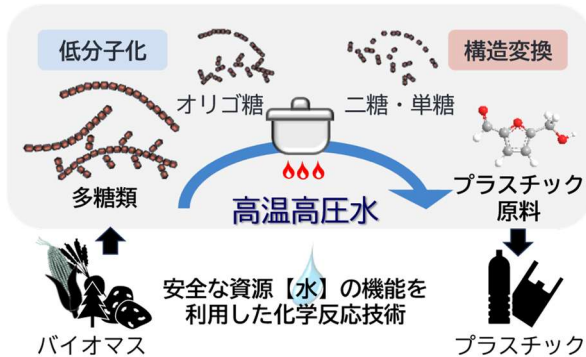 低分子化
構造変換
オリゴ糖
二糖・単糖
多糖類
高温高圧水
プラスチック
原料
安全な資源【水】の機能を
利用した化学反応技術
バイオマス
プラスチック